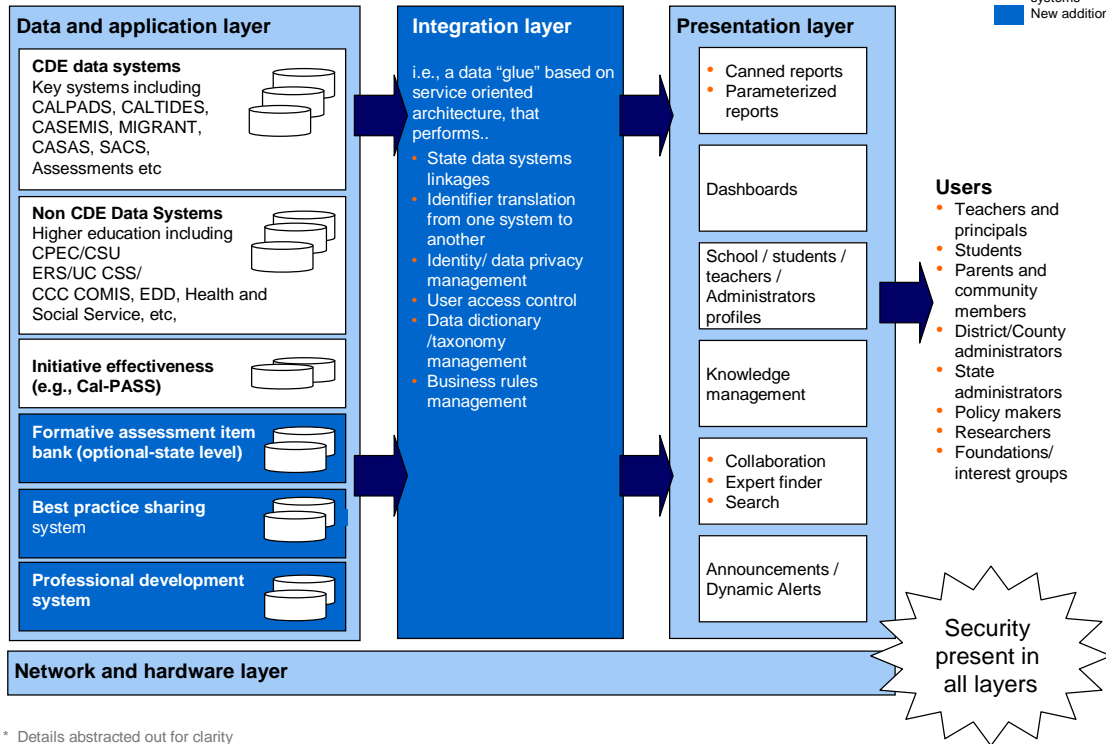 systems
New addition
Data and application layer
CDE data systems
Key systems including
CALPADS, CALTIDES,
CASEMIS, MIGRANT,
CASAS, SACS,
Assessments etc
Non CDE Data Systems
Higher education including
CPEC/CSU
ERS/UC CSS/
CCC COMIS, EDD, Health and
Social Service, etc,
Initiative effectiveness
(e.g., Cal-PASS)
Formative assessment item
bank (optional-state level)
Best practice sharing
system
Professional development
system
Integration layer
i.e., a data “glue” based on
service oriented
architecture, that
performs..
• State data systems
linkages
• Identifier translation
from one system to
another
• Identity/ data privacy
management
• User access control
• Data dictionary
/taxonomy
management
• Business rules
management
Presentation layer
• Canned reports
• Parameterized
reports
Dashboards
School / students /
teachers /
Administrators
profiles
Knowledge
management
• Collaboration
• Expert finder
• Search
Announcements /
Dynamic Alerts
Users
• Teachers and
principals
• Students
• Parents and
community
members
• District/County
administrators
• State
administrators
• Policy makers
• Researchers
• Foundations/
interest groups
Security
present in
all layers
Network and hardware layer
* Details abstracted out for clarity